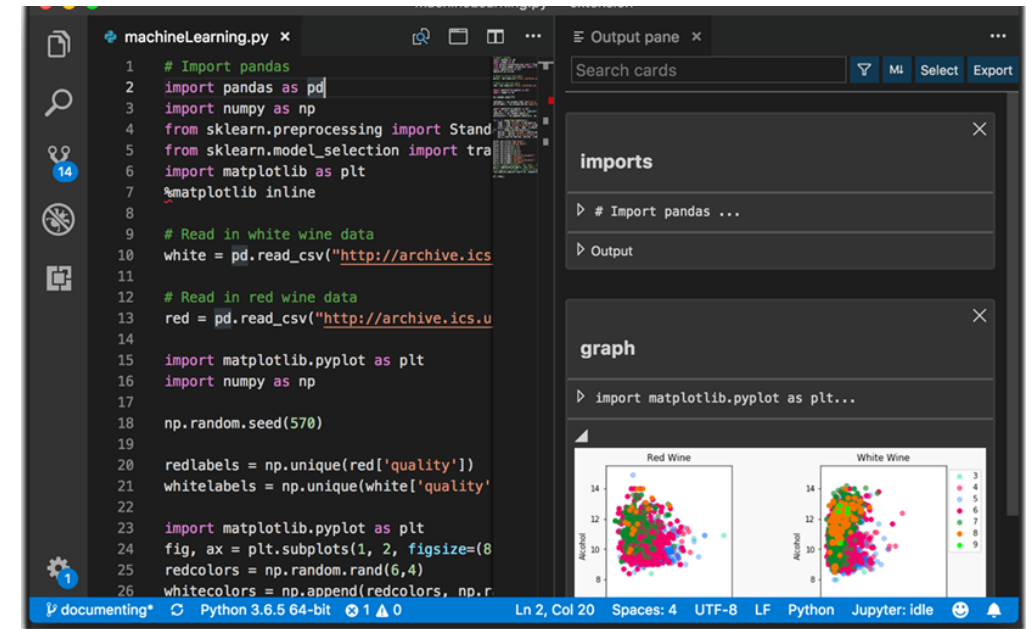 machineLearning.py
14
1
machineLearning.py ×
1 # Import pandas
2 import pandas as pd
3 import numpy as np
4 from sklearn.preprocessing import Stand
5 from sklearn.model_selection import tra
6 import matplotlib as plt
7 %matplotlib inline
8
9 # Read in white wine data
10 white = pd.read_csv("http://archive.ics
11
12 # Read in red wine data
13 red = pd.read_csv("http://archive.ics.u
14
15 import matplotlib.pyplot as plt
16 import numpy as np
17
18 np.random.seed(570)
19
20 redlabels = np.unique(red['quality'])
21 whitelabels = np.unique(white['quality'
22
23 import matplotlib.pyplot as plt
24 fig, ax = plt.subplots(1, 2, figsize=(8
25 redcolors = np.random.rand(6,4)
26 whitecolors = np.append(redcolors, np.r
Output pane ×
Search cards
M↓ Select Export
imports
# Import pandas ...
Output
graph
import matplotlib.pyplot as plt...
Red Wine
14
12
10
8
Alcohol
White Wine
14
12
10
8
Alcohol
3
4
5
6
7
8
9
documenting* Python 3.6.5 64-bit 1 0 Ln 2, Col 20 Spaces: 4 UTF-8 LF Python Jupyter: idle